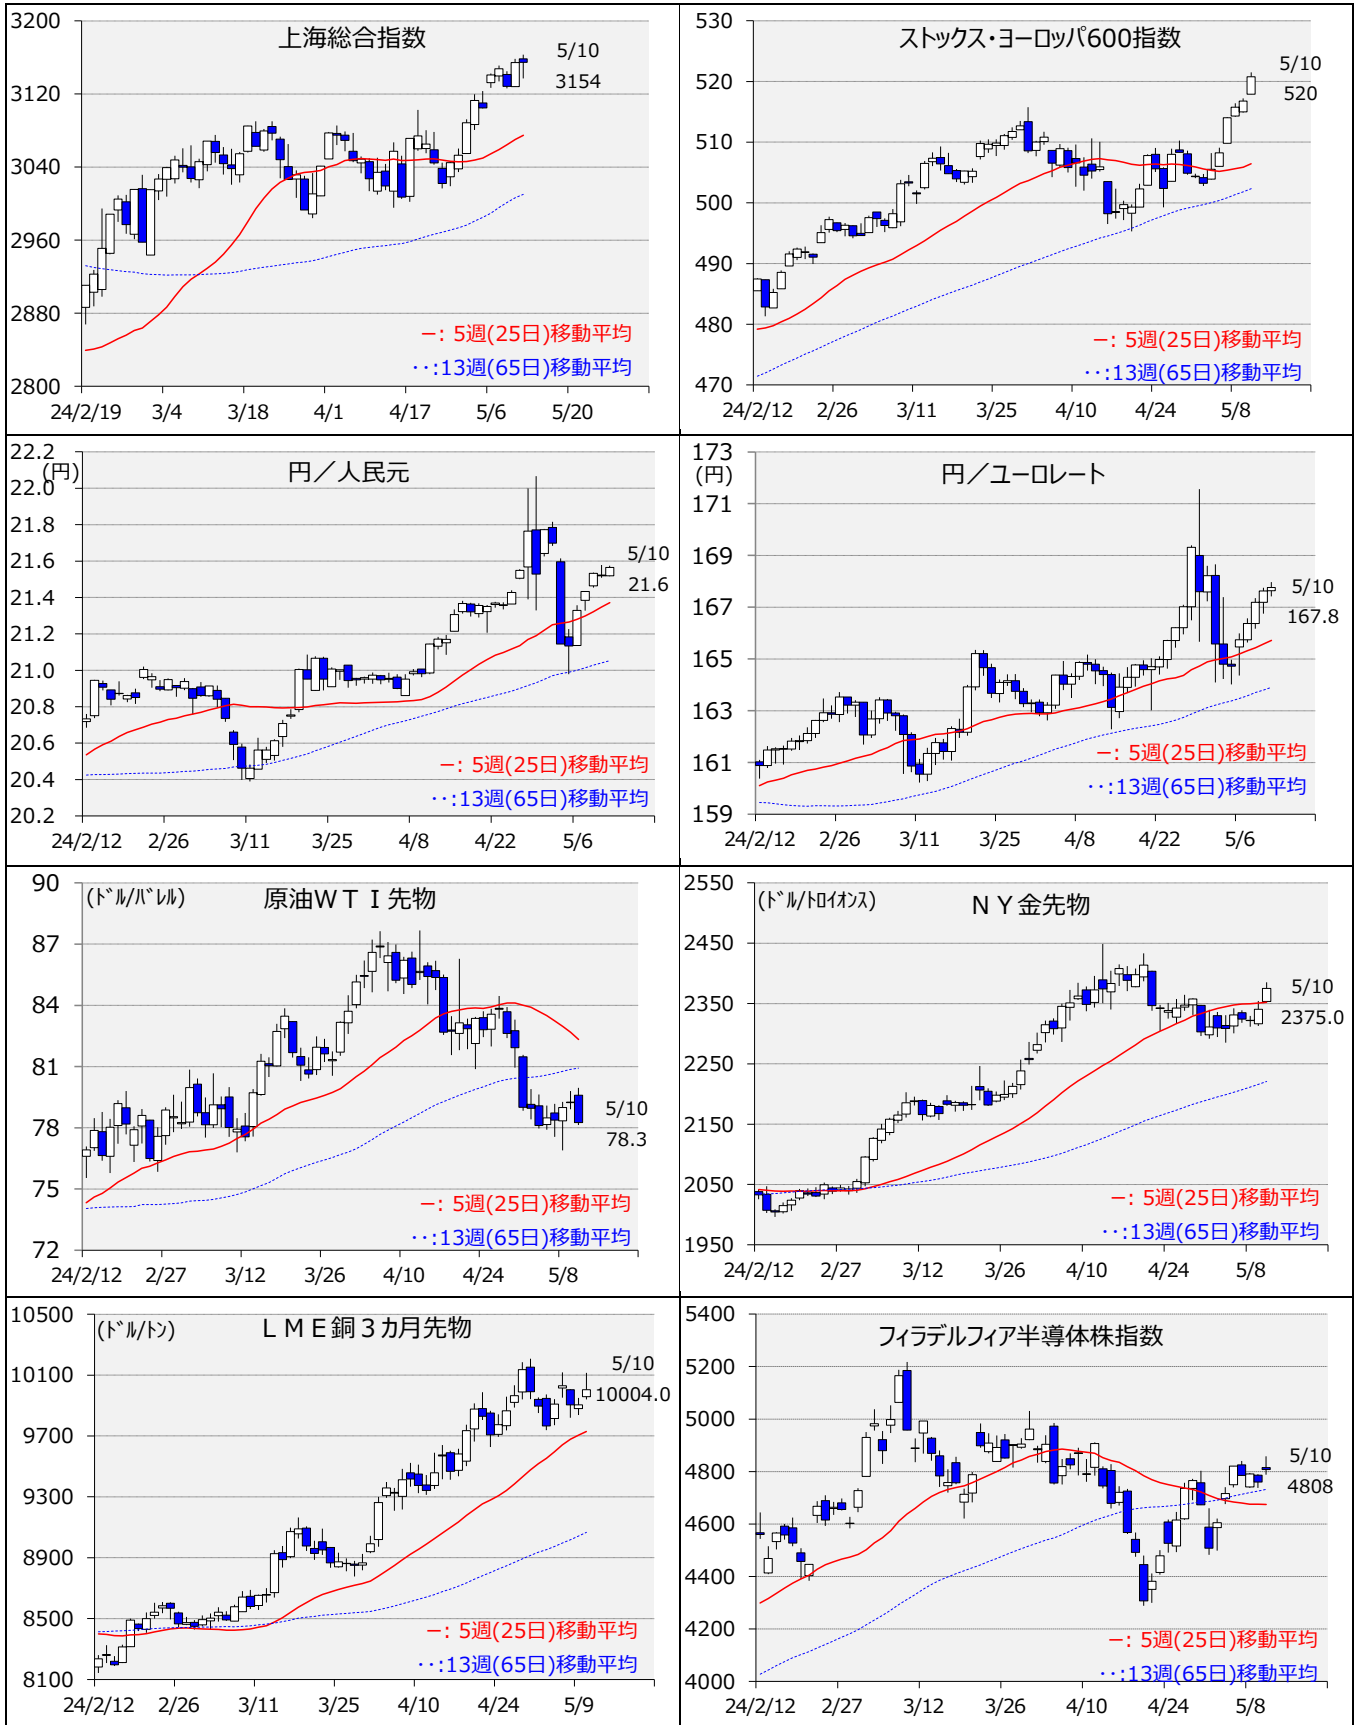 上海総合指数
3200
3120
3040
2960
2880
2800
5/10
3154
―: 5週(25日)移動平均
‥:13週(65日)移動平均
24/2/19 3/4 3/18 4/1 4/17 5/6 5/20
ストックス・ヨーロッパ600指数
530
520
510
500
490
480
470
5/10
520
―: 5週(25日)移動平均
‥:13週(65日)移動平均
24/2/12 2/26 3/11 3/25 4/10 4/24 5/8
円／人民元
(円)
22.2
22.0
21.8
21.6
21.4
21.2
21.0
20.8
20.6
20.4
20.2
5/10
21.6
―: 5週(25日)移動平均
‥:13週(65日)移動平均
24/2/12 2/26 3/11 3/25 4/8 4/22 5/6
円／ユーロレート
(円)
173
171
169
167
165
163
161
159
5/10
167.8
―: 5週(25日)移動平均
‥:13週(65日)移動平均
24/2/12 2/26 3/11 3/25 4/8 4/22 5/6
原油ＷＴＩ先物
(ﾄﾞﾙ/ﾊﾞﾚﾙ)
90
87
84
81
78
75
72
5/10
78.3
―: 5週(25日)移動平均
‥:13週(65日)移動平均
24/2/12 2/27 3/12 3/26 4/10 4/24 5/8
ＮＹ金先物
(ﾄﾞﾙ/ﾄﾛｲｵﾝｽ)
2550
2450
2350
2250
2150
2050
1950
5/10
2375.0
―: 5週(25日)移動平均
‥:13週(65日)移動平均
24/2/12 2/27 3/12 3/26 4/10 4/24 5/8
ＬＭＥ銅３カ月先物
(ﾄﾞﾙ/ﾄﾝ)
10500
10100
9700
9300
8900
8500
8100
5/10
10004.0
―: 5週(25日)移動平均
‥:13週(65日)移動平均
24/2/12 2/26 3/11 3/25 4/10 4/24 5/9
フィラデルフィア半導体株指数
5400
5200
5000
4800
4600
4400
4200
4000
5/10
4808
―: 5週(25日)移動平均
‥:13週(65日)移動平均
24/2/12 2/27 3/12 3/26 4/10 4/24 5/8